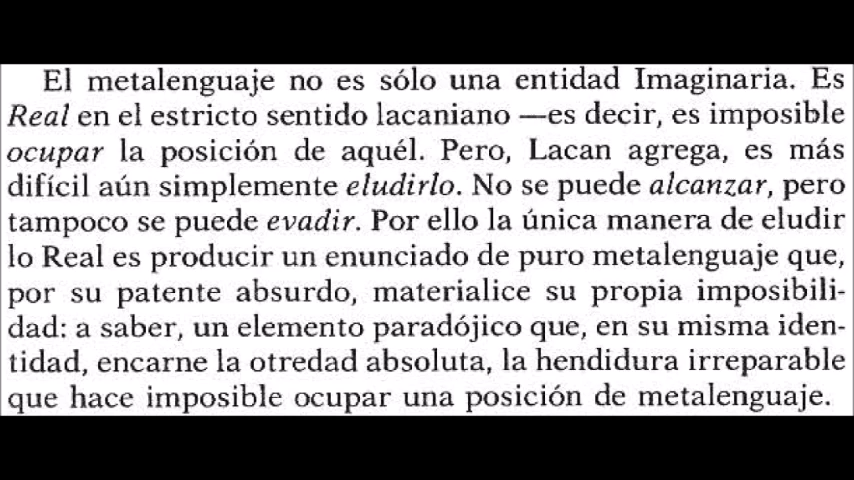 El metalenguaje no es sólo una entidad Imaginaria. Es
Real en el estricto sentido lacaniano —es decir, es imposible
ocupar la posición de aquél. Pero, Lacan agrega, es más
difícil aún simplemente eludirlo. No se puede alcanzar, pero
tampoco se puede evadir. Por ello la única manera de eludir
lo Real es producir un enunciado de puro metalenguaje que,
por su patente absurdo, materialice su propia imposibili-
dad: a saber, un elemento paradójico que, en su misma iden-
tidad, encarne la otredad absoluta, la hendidura irreparable
que hace imposible ocupar una posición de metalenguaje.